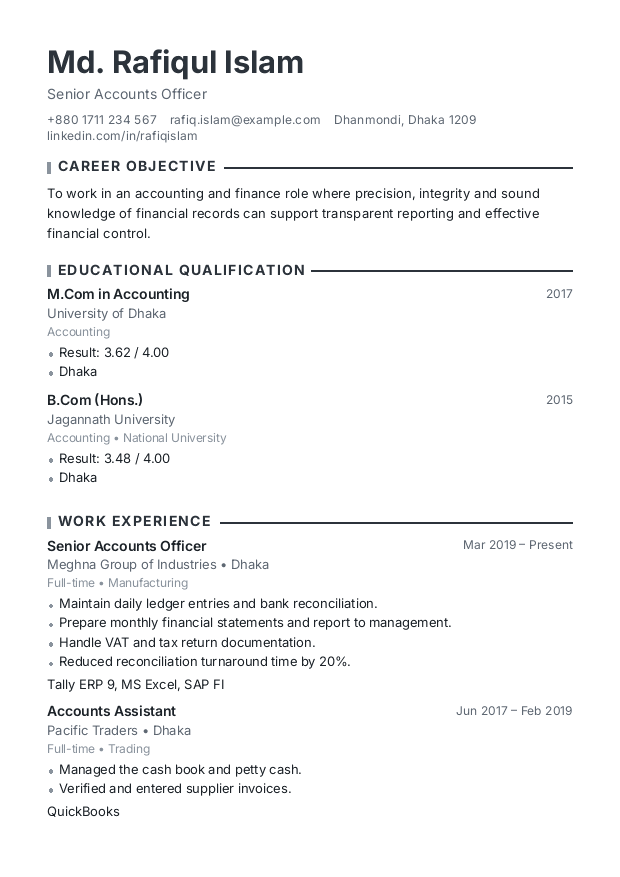 Md. Rafiqul Islam
Senior Accounts Officer
+880 1711 234 567 rafiq.islam@example.com Dhanmondi, Dhaka 1209
linkedin.com/in/rafiqislam
CAREER OBJECTIVE
To work in an accounting and finance role where precision, integrity and sound
knowledge of financial records can support transparent reporting and effective
financial control.
EDUCATIONAL QUALIFICATION
M.Com in Accounting 2017
University of Dhaka
Accounting
• Result: 3.62 / 4.00
• Dhaka
B.Com (Hons.) 2015
Jagannath University
Accounting • National University
• Result: 3.48 / 4.00
• Dhaka
WORK EXPERIENCE
Senior Accounts Officer Mar 2019 – Present
Meghna Group of Industries • Dhaka
Full-time • Manufacturing
• Maintain daily ledger entries and bank reconciliation.
• Prepare monthly financial statements and report to management.
• Handle VAT and tax return documentation.
• Reduced reconciliation turnaround time by 20%.
Tally ERP 9, MS Excel, SAP FI
Accounts Assistant Jun 2017 – Feb 2019
Pacific Traders • Dhaka
Full-time • Trading
• Managed the cash book and petty cash.
• Verified and entered supplier invoices.
QuickBooks